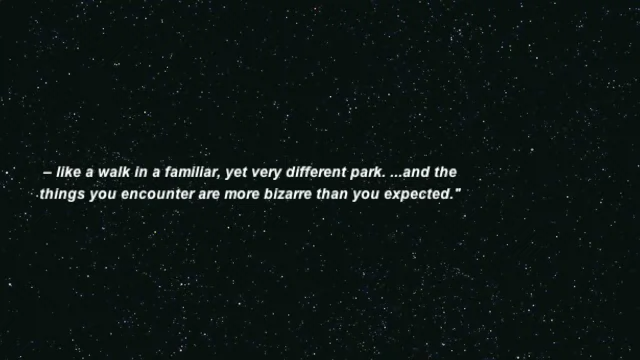 – like a walk in a familiar, yet very different park. ...and the
things you encounter are more bizarre than you expected."